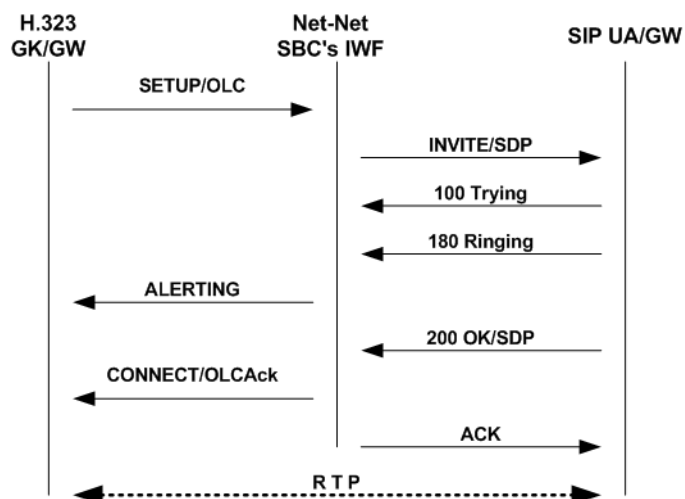 H.323
GK/GW
Net-Net
SBC's IWF
SIP UA/GW
SETUP/OLC
INVITE/SDP
100 Trying
180 Ringing
ALERTING
200 OK/SDP
CONNECT/OLCAck
ACK
R T P